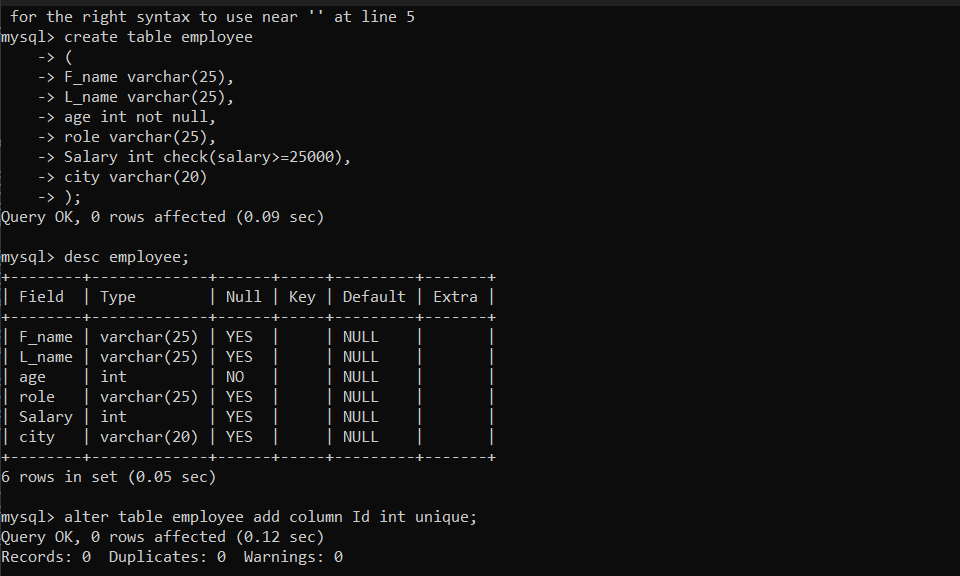 for the right syntax to use near '' at line 5
mysql> create table employee
    -> (
    -> F_name varchar(25),
    -> L_name varchar(25),
    -> age int not null,
    -> role varchar(25),
    -> Salary int check(salary>=25000),
    -> city varchar(20)
    -> );
Query OK, 0 rows affected (0.09 sec)

mysql> desc employee;
+--------+-------------+------+-----+---------+-------+
| Field  | Type        | Null | Key | Default | Extra |
+--------+-------------+------+-----+---------+-------+
| F_name | varchar(25) | YES  |     | NULL    |       |
| L_name | varchar(25) | YES  |     | NULL    |       |
| age    | int         | NO   |     | NULL    |       |
| role   | varchar(25) | YES  |     | NULL    |       |
| Salary | int         | YES  |     | NULL    |       |
| city   | varchar(20) | YES  |     | NULL    |       |
+--------+-------------+------+-----+---------+-------+
6 rows in set (0.05 sec)

mysql> alter table employee add column Id int unique;
Query OK, 0 rows affected (0.12 sec)
Records: 0  Duplicates: 0  Warnings: 0